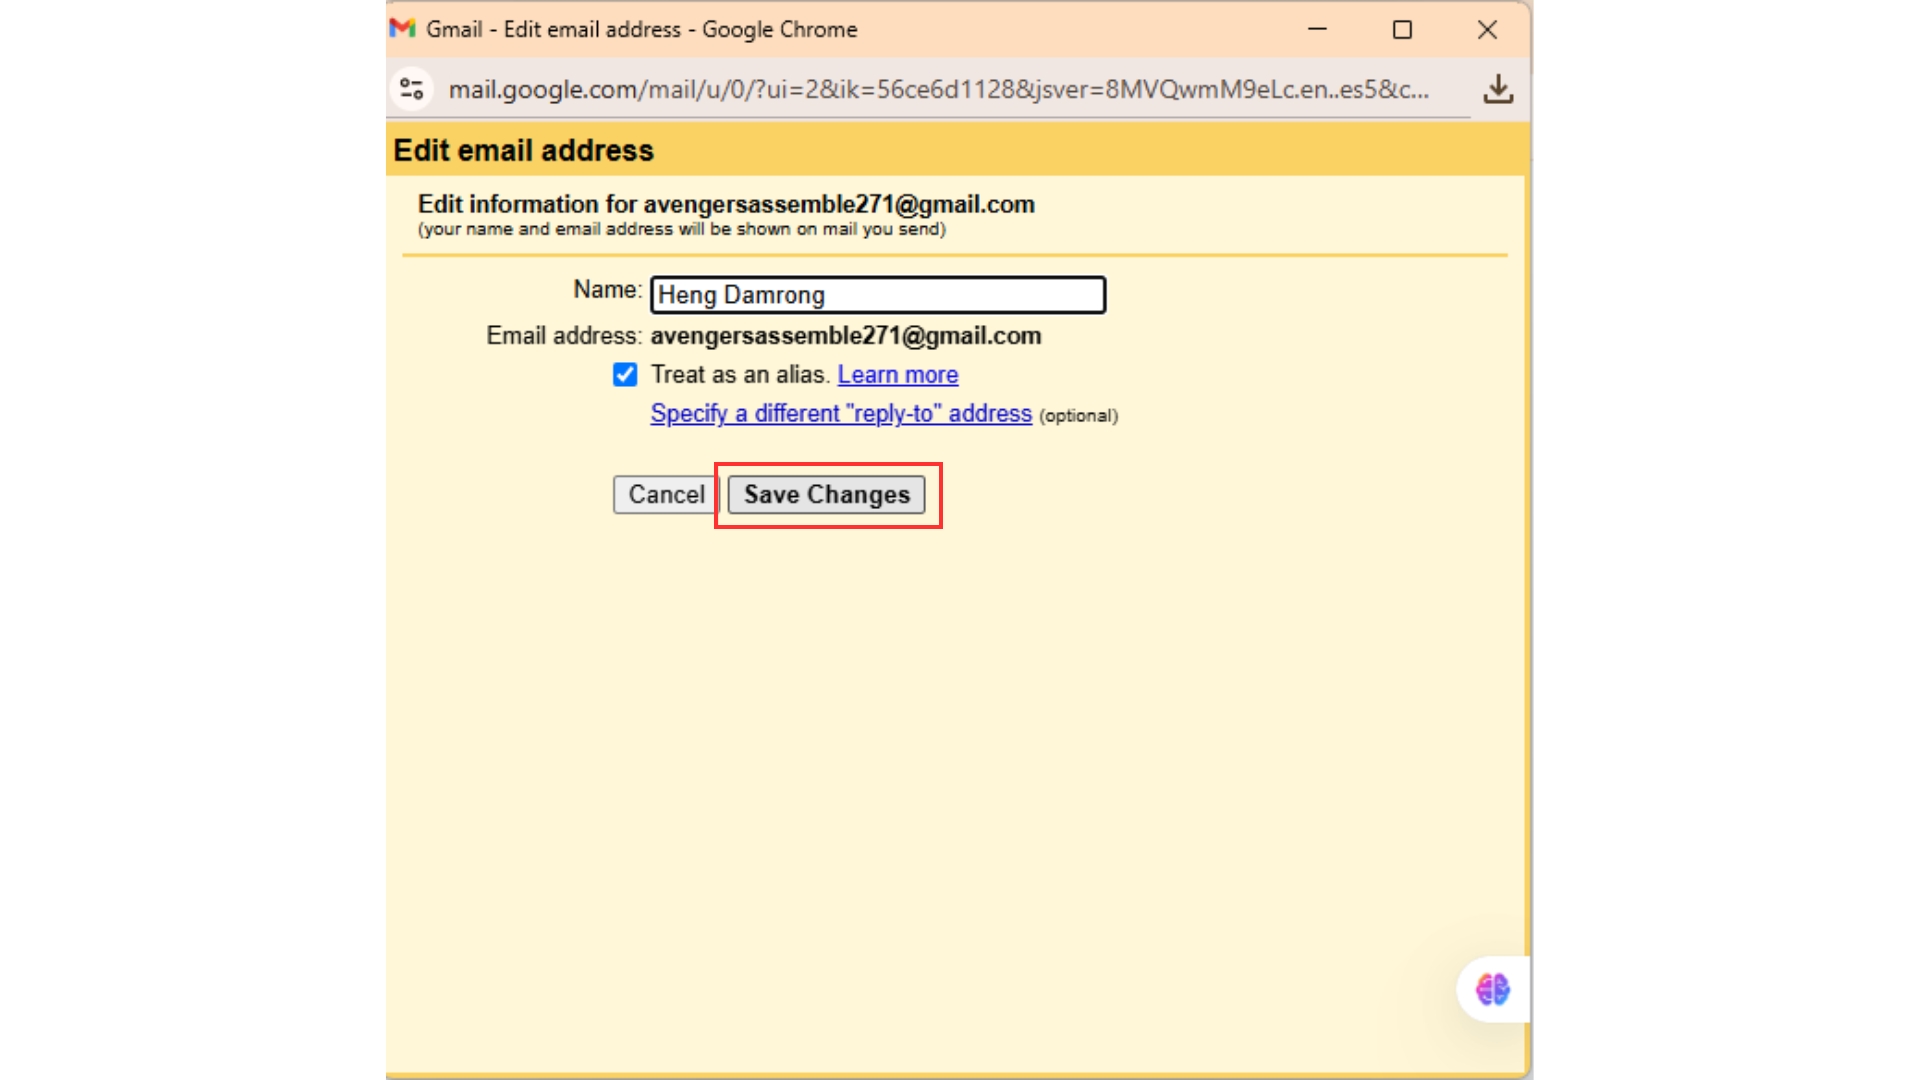 Gmail - Edit email address - Google Chrome
mail.google.com/mail/u/0/?ui=2&ik=56ce6d1128&jsver=8MVQwmM9eLc.en..es5&c...
Edit email address
Edit information for avengersassemble271@gmail.com
(your name and email address will be shown on mail you send)
Name: Heng Damrong
Email address: avengersassemble271@gmail.com
Treat as an alias. Learn more
Specify a different "reply-to" address (optional)
Cancel Save Changes